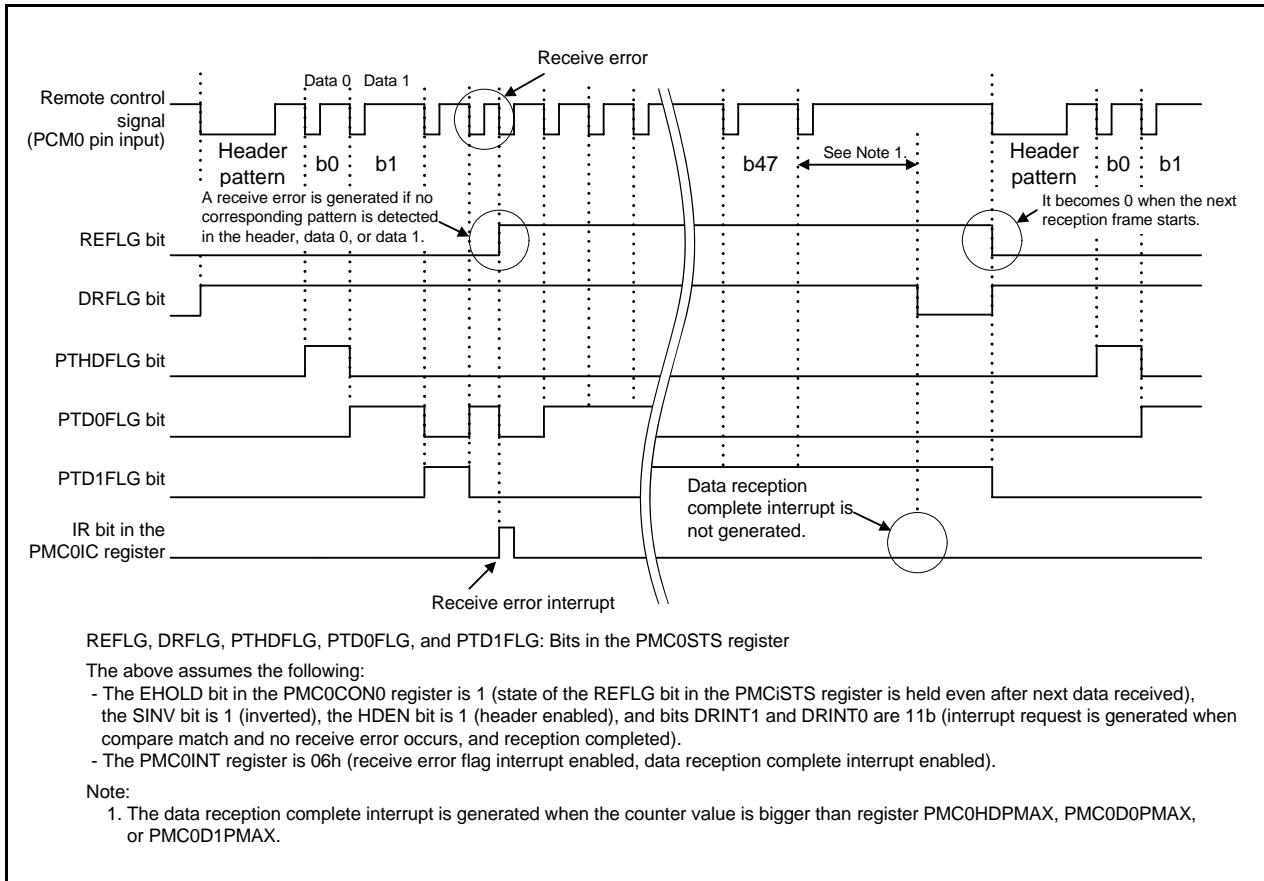 Receive error
Data 0 Data 1
Remote control
signal
(PCM0 pin input)
Header
pattern
b0
b1
b47
See Note 1.
Header
pattern
b0
b1
A receive error is generated if no
corresponding pattern is detected
in the header, data 0, or data 1.
It becomes 0 when the next
reception frame starts.
REFLG bit
DRFLG bit
PTHDFLG bit
PTD0FLG bit
PTD1FLG bit
Data reception
complete interrupt is
not generated.
IR bit in the
PMC0IC register
Receive error interrupt
REFLG, DRFLG, PTHDFLG, PTD0FLG, and PTD1FLG: Bits in the PMC0STS register
The above assumes the following:
- The EHOLD bit in the PMC0CON0 register is 1 (state of the REFLG bit in the PMCiSTS register is held even after next data received),
the SINV bit is 1 (inverted), the HDEN bit is 1 (header enabled), and bits DRINT1 and DRINT0 are 11b (interrupt request is generated when
compare match and no receive error occurs, and reception completed).
- The PMC0INT register is 06h (receive error flag interrupt enabled, data reception complete interrupt enabled).
Note:
1. The data reception complete interrupt is generated when the counter value is bigger than register PMC0HDPMAX, PMC0D0PMAX,
or PMC0D1PMAX.